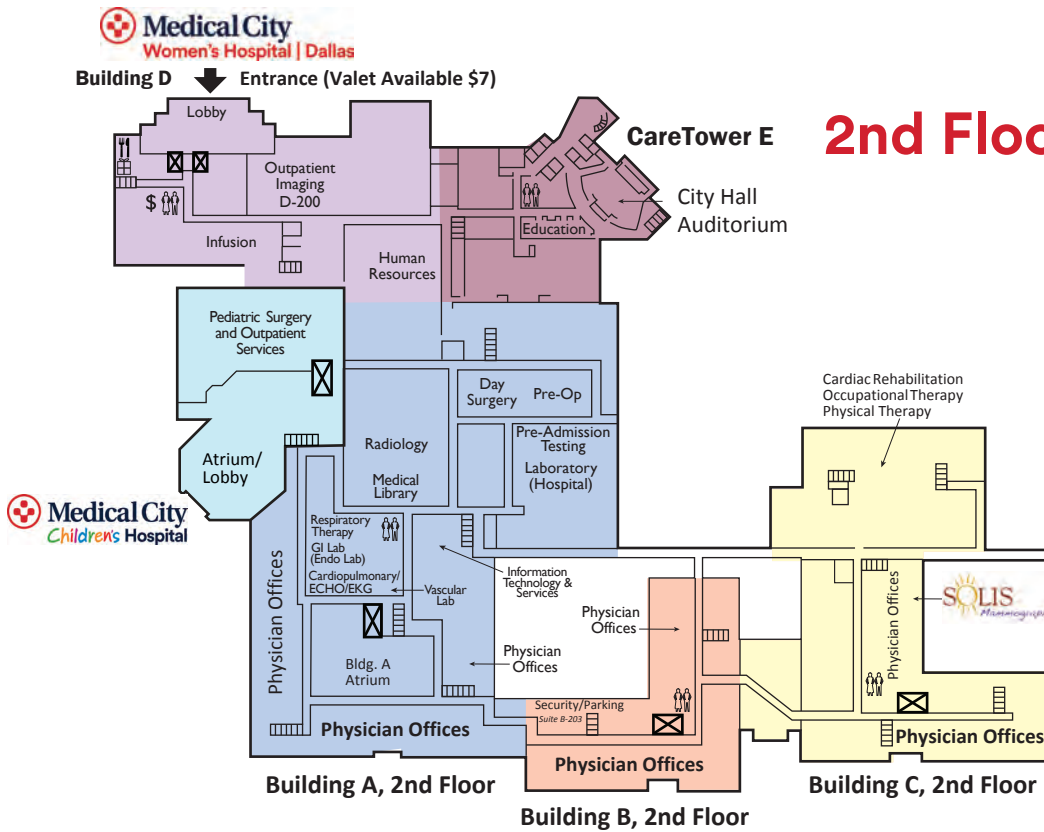 Medical City
Women's Hospital | Dallas
Building D
Entrance (Valet Available $7)
2nd Floo
Lobby
CareTower E
Outpatient
Imaging
D-200
City Hall
Auditorium
$
Infusion
Education
Human
Resources
Pediatric Surgery
and Outpatient
Services
Day
Surgery
Pre-Op
Cardiac Rehabilitation
Occupational Therapy
Physical Therapy
Radiology
Pre-Admission
Testing
Laboratory
(Hospital)
Medical
Library
Atrium/
Lobby
Medical City
Children's Hospital
Respiratory
Therapy
GI Lab
(Endo Lab)
Cardiopulmonary/
ECHO/EKG
Vascular
Lab
Information
Technology &
Services
Physician Offices
Physician
Offices
Physician
Offices
Physician Offices
SOLIS
Bldg. A
Atrium
Security/Parking
Suite B-203
Physician Offices
Physician Offices
Physician Offices
Building A, 2nd Floor
Building B, 2nd Floor
Building C, 2nd Floor